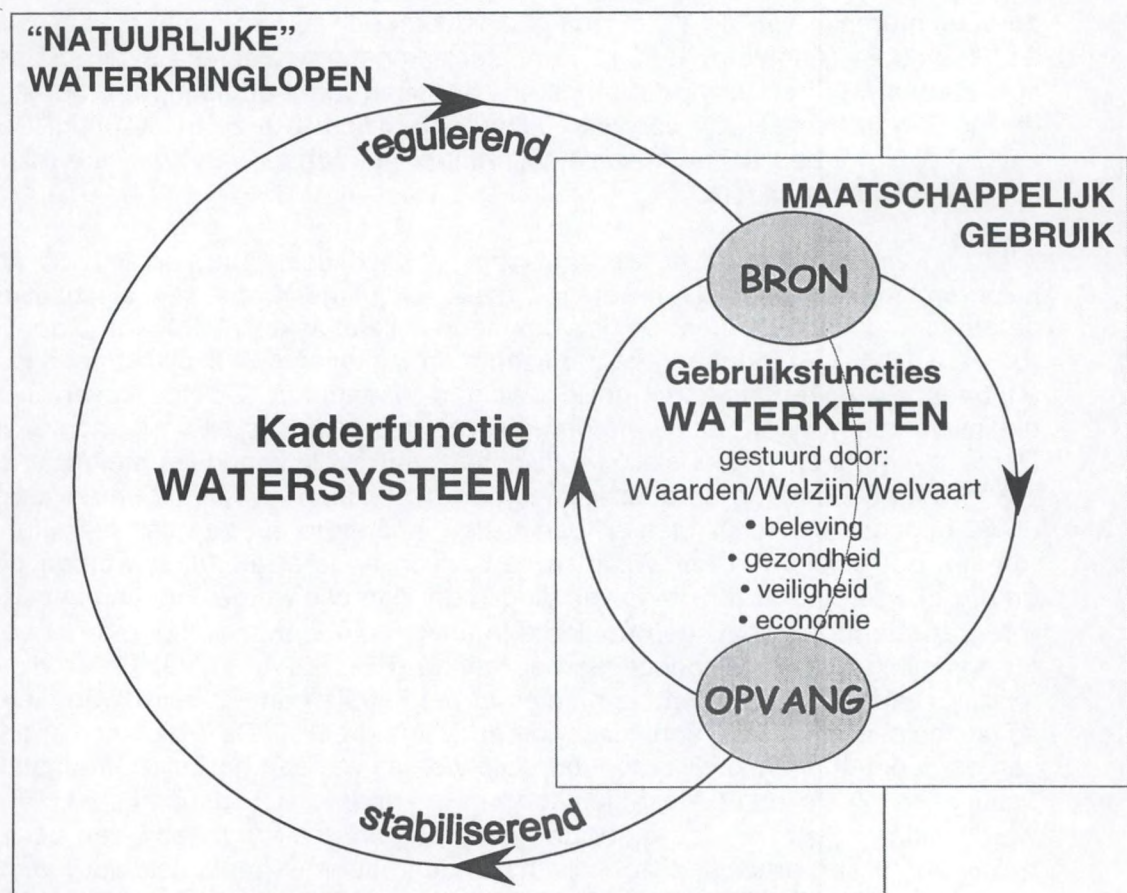 “NATUURLIJKE”
WATERKRINGLOPEN
regulerend
MAATSCHAPPELIJK
GEBRUIK
BRON
Kaderfunctie
WATERSYSTEEM
Gebruiksfuncties
WATERKETEN
gestuurd door:
Waarden/Welzijn/Welvaart
• beleving
• gezondheid
• veiligheid
• economie
OPVANG
stabiliserend